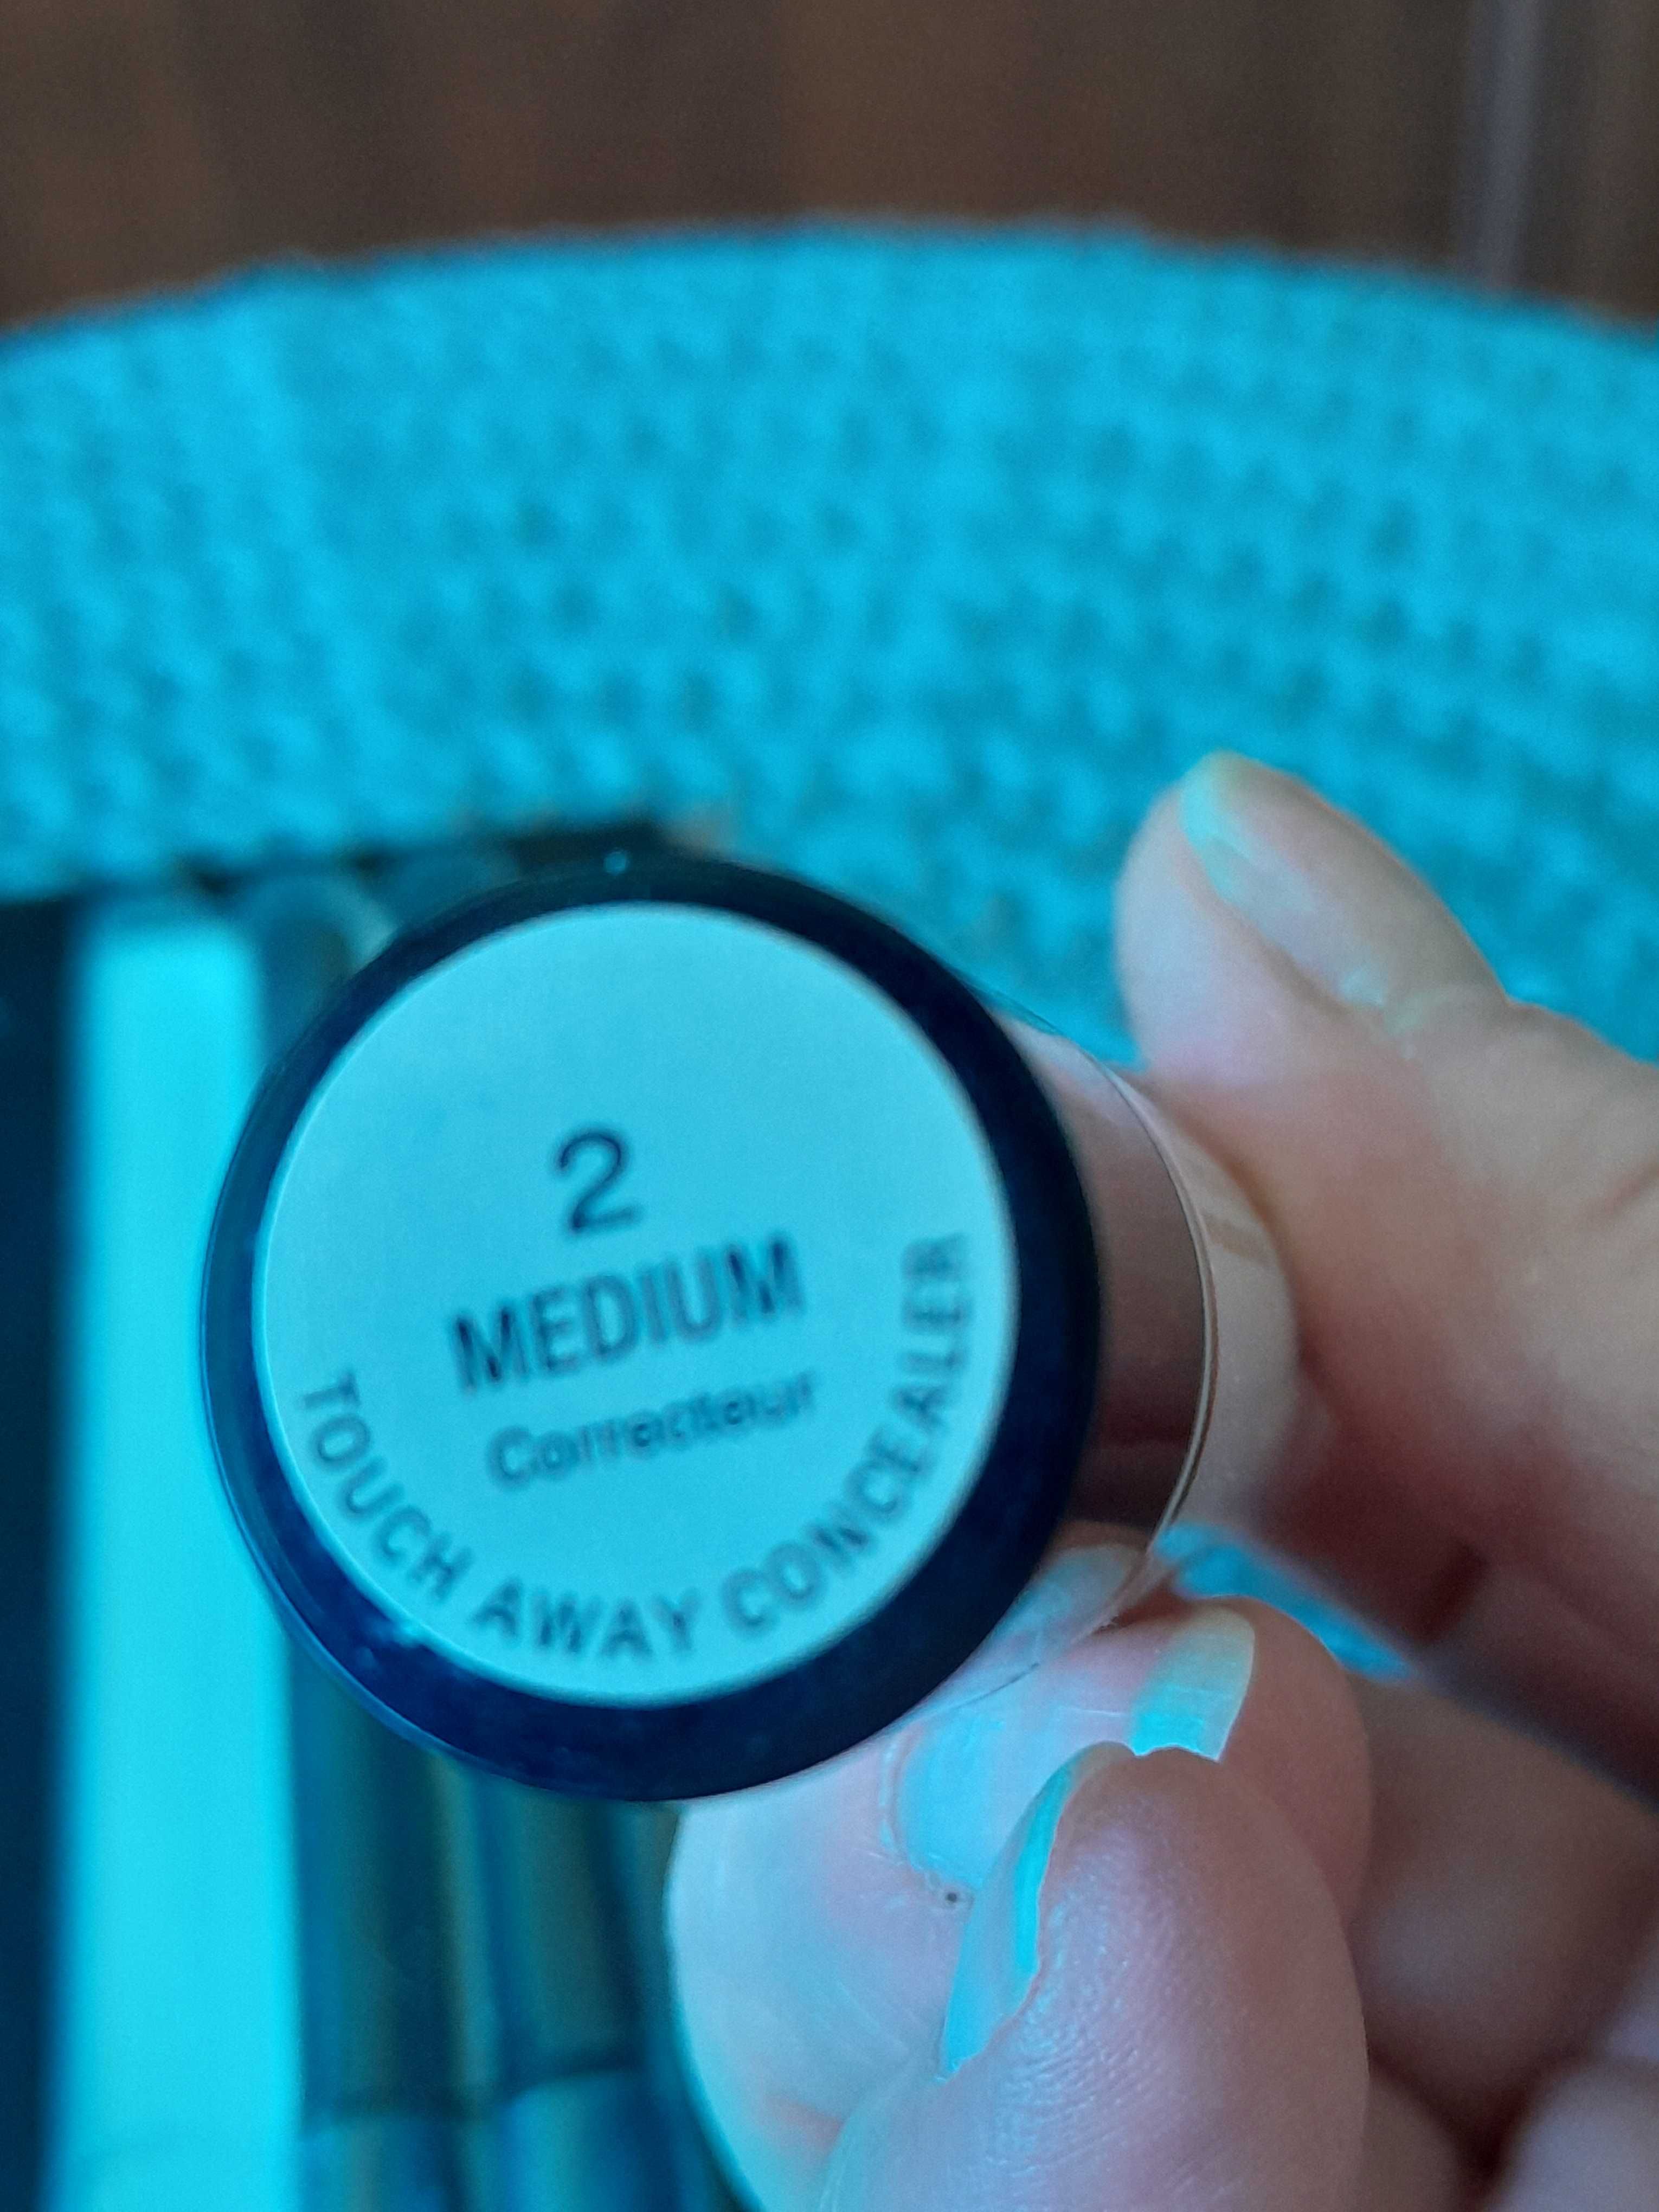 2
MEDIUM
Correcteur
TOUCH AWAY CONCEALER